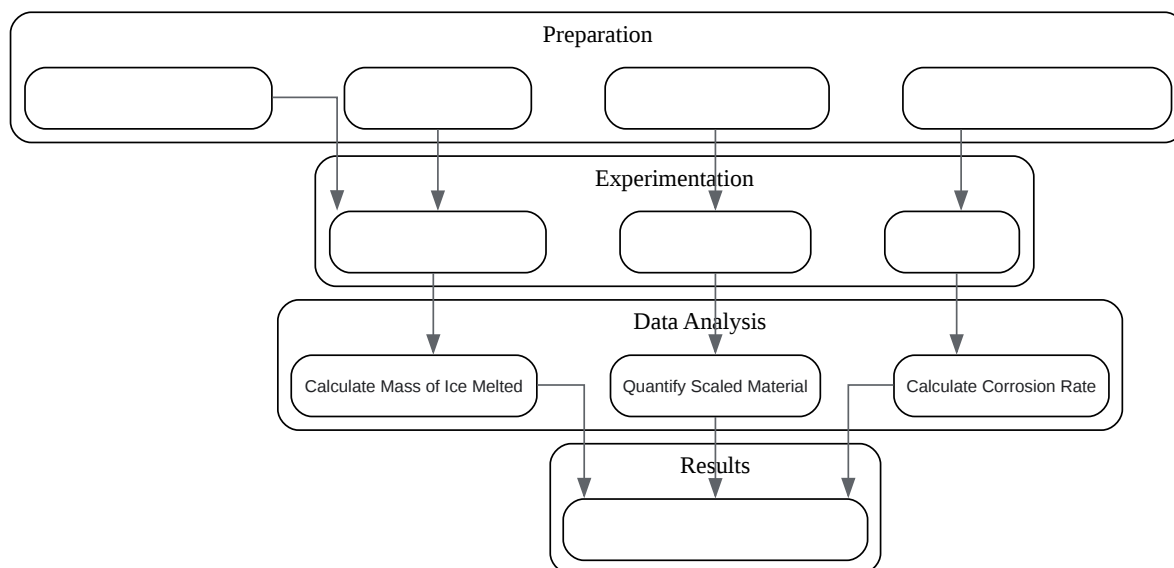 Preparation
Experimentation
Data Analysis
Calculate Mass of Ice Melted
Quantify Scaled Material
Calculate Corrosion Rate
Results